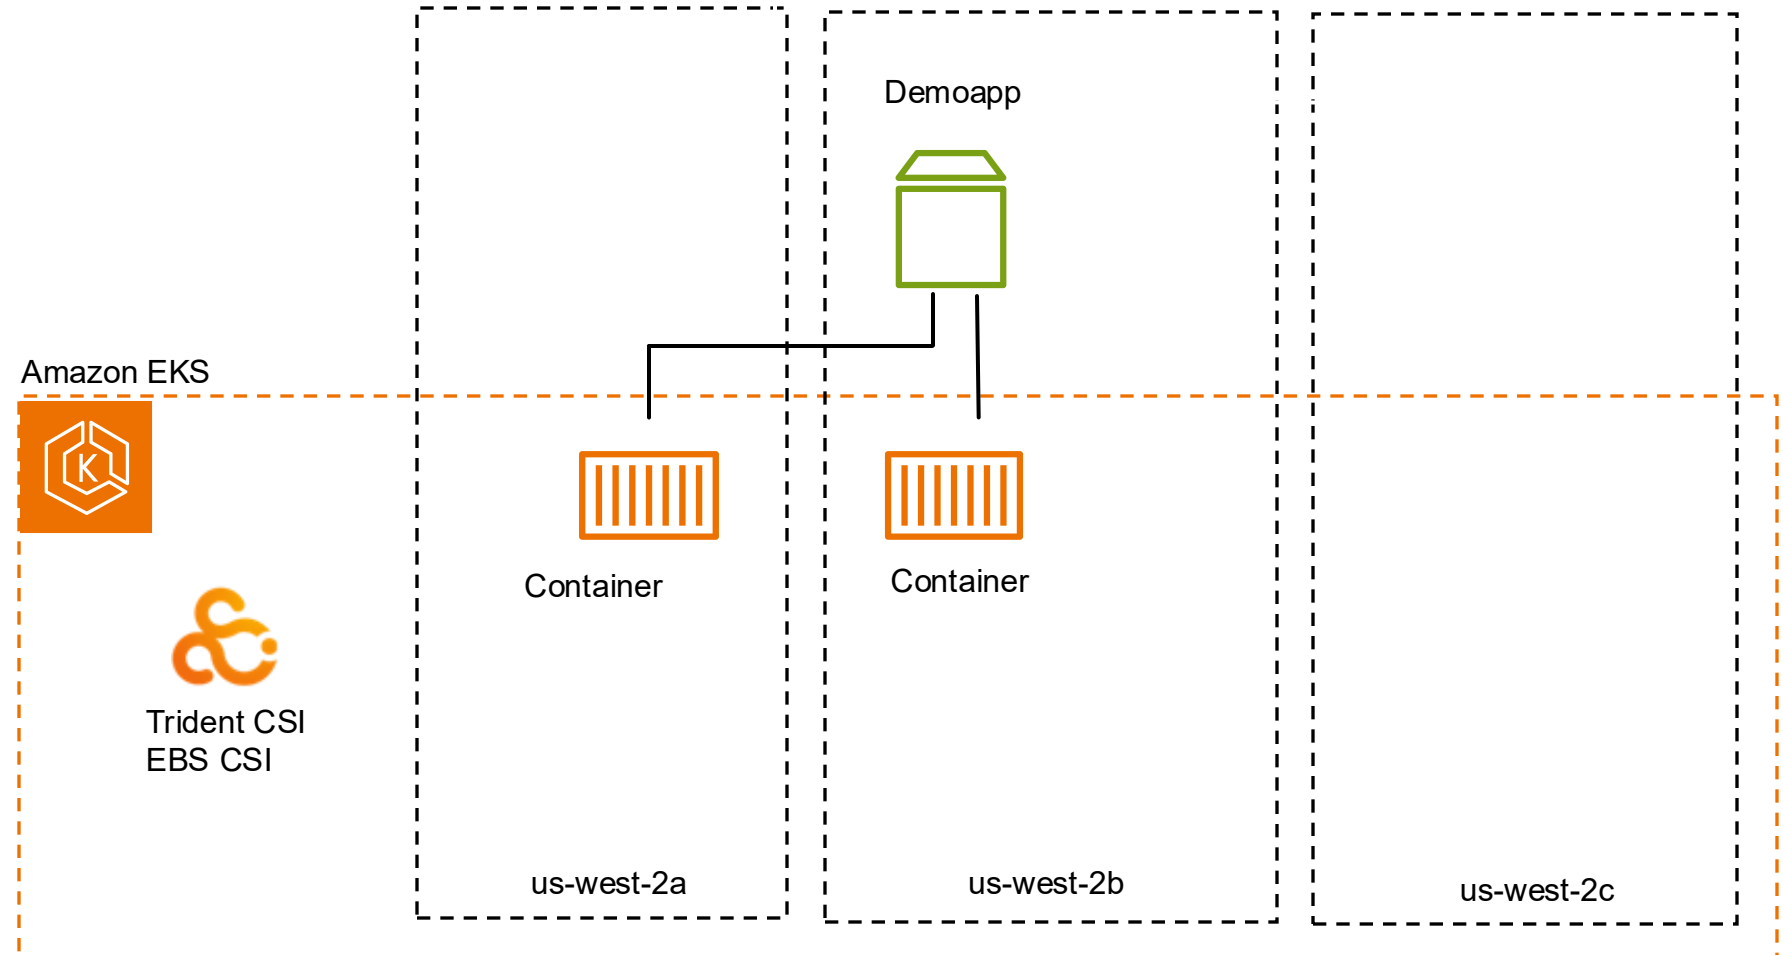 Demoapp
Amazon EKS
K
Container
Container
Trident CSI
EBS CSI
us-west-2a
us-west-2b
us-west-2c